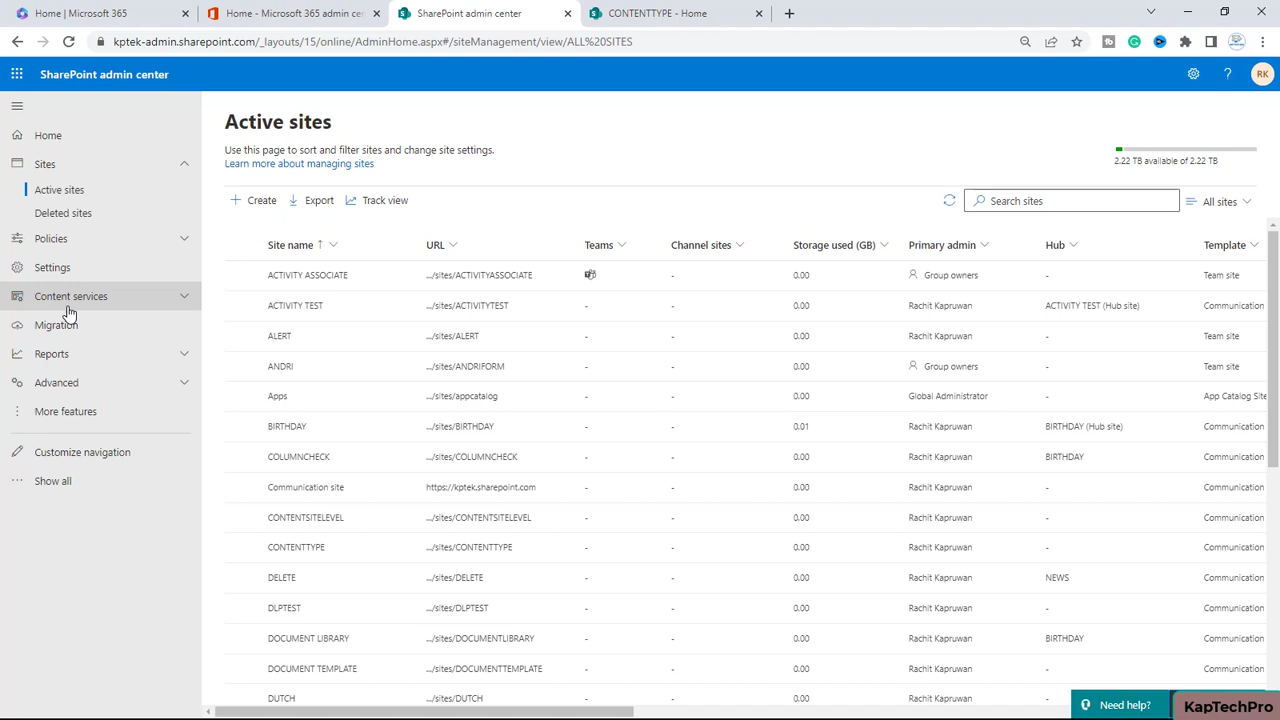 Home | Microsoft 365
Home - Microsoft 365 admin cen
SharePoint admin center
CONTENTTYPE - Home
kptek-admin.sharepoint.com/_layouts/15/online/AdminHome.aspx#/siteManagement/view/ALL%20SITES
SharePoint admin center
RK
Home
Sites
Active sites
Deleted sites
Policies
Settings
Content services
Migration
Reports
Advanced
More features
Customize navigation
Show all
Active sites
Use this page to sort and filter sites and change site settings.
Learn more about managing sites
2.22 TB available of 2.22 TB
Create Export Track view Search sites All sites
Site name ↑ URL Teams Channel sites Storage used (GB) Primary admin Hub Template
ACTIVITY ASSOCIATE .../sites/ACTIVITYASSOCIATE - 0.00 Group owners - Team site
ACTIVITY TEST .../sites/ACTIVITYTEST - - 0.00 Rachit Kapruwan ACTIVITY TEST (Hub site) Communication
ALERT .../sites/ALERT - - 0.00 Rachit Kapruwan - Team site
ANDRI .../sites/ANDRIFORM - - 0.00 Group owners - Team site
Apps .../sites/appcatalog - - 0.00 Global Administrator - App Catalog Site
BIRTHDAY .../sites/BIRTHDAY - - 0.01 Rachit Kapruwan BIRTHDAY (Hub site) Communication
COLUMNCHECK .../sites/COLUMNCHECK - - 0.00 Rachit Kapruwan BIRTHDAY Communication
Communication site https://kptek.sharepoint.com - - 0.00 Rachit Kapruwan - Communication
CONTENTSITELEVEL .../sites/CONTENTSITELEVEL - - 0.00 Rachit Kapruwan - Communication
CONTENTTYPE .../sites/CONTENTTYPE - - 0.00 Rachit Kapruwan - Communication
DELETE .../sites/DELETE - - 0.00 Rachit Kapruwan NEWS Communication
DLPTEST .../sites/DLPTEST - - 0.00 Rachit Kapruwan - Communication
DOCUMENT LIBRARY .../sites/DOCUMENTLIBRARY - - 0.00 Rachit Kapruwan BIRTHDAY Communication
DOCUMENT TEMPLATE .../sites/DOCUMENTTEMPLATE - - 0.00 Rachit Kapruwan - Communication
DUTCH .../sites/DUTCH - - 0.00 Rachit Kapruwan - Communication
Need help?
KapTechPro